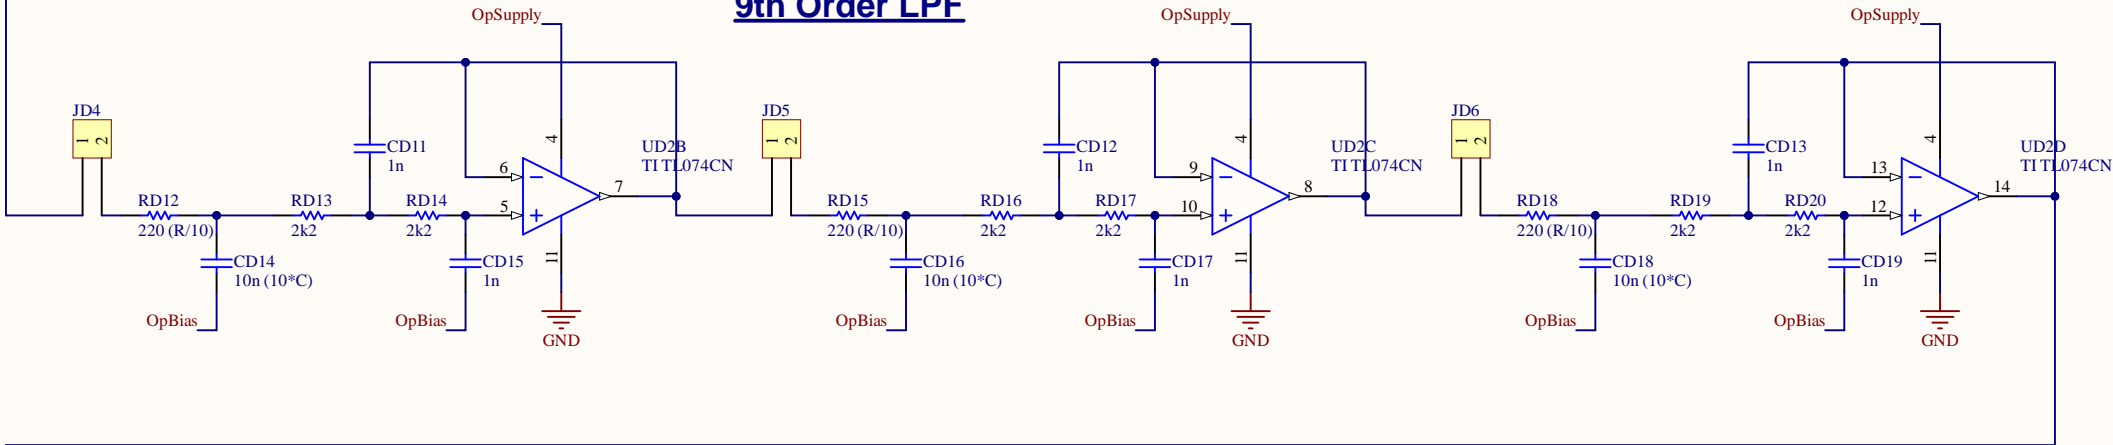 9th Order LPF
OpSupply
OpSupply
OpSupply
JD4
1
2
RD12
220 (R/10)
CD14
10n (10*C)
OpBias
RD13
2k2
CD11
1n
RD14
2k2
CD15
1n
OpBias
6
5
4
11
7
UD2B
TI TL074CN
GND
JD5
1
2
RD15
220 (R/10)
CD16
10n (10*C)
OpBias
RD16
2k2
CD12
1n
RD17
2k2
CD17
1n
OpBias
9
10
4
11
8
UD2C
TI TL074CN
GND
JD6
1
2
RD18
220 (R/10)
CD18
10n (10*C)
OpBias
RD19
2k2
CD13
1n
RD20
2k2
CD19
1n
OpBias
13
12
4
11
14
UD2D
TI TL074CN
GND